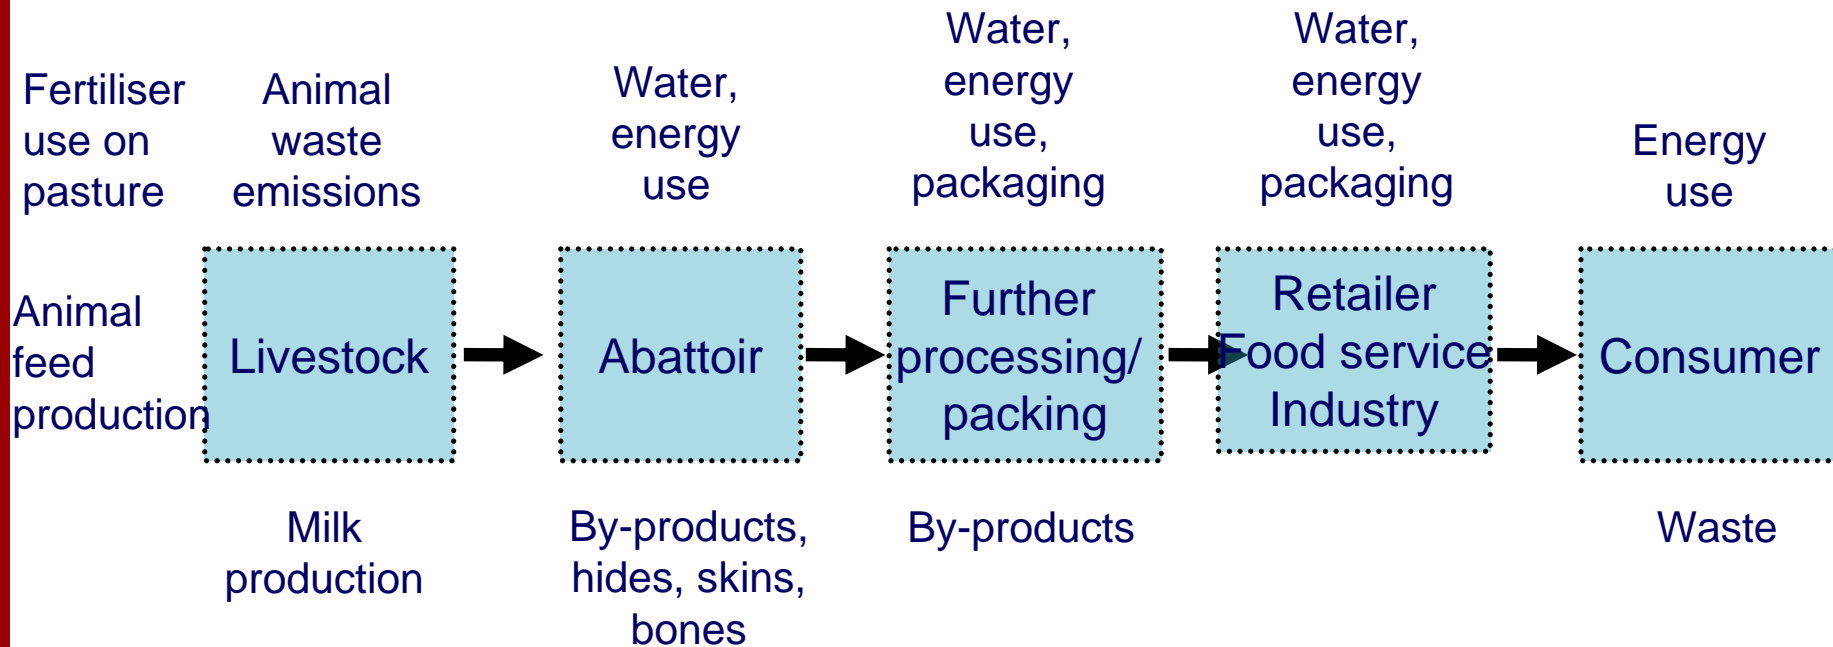 Fertiliser
use on
pasture
Animal
waste
emissions
Water,
energy
use
Water,
energy
use,
packaging
Water,
energy
use,
packaging
Energy
use
Animal
feed
production
Livestock
Abattoir
Further
processing/
packing
Retailer
Food service
Industry
Consumer
Milk
production
By-products,
hides, skins,
bones
By-products
Waste